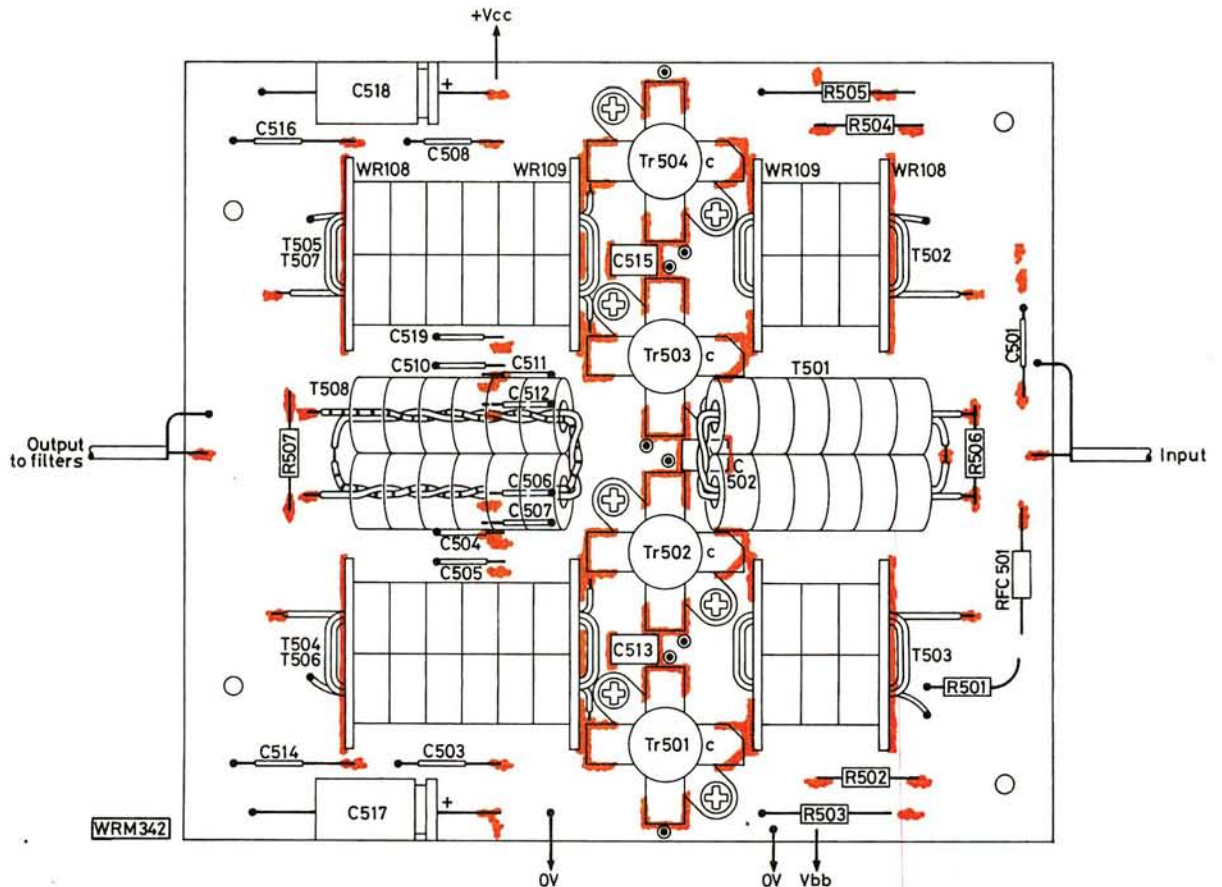 +Vcc
C518
R505
C516
C508
R504
Tr504
c
WR108
WR109
WR109
WR108
T505
T507
C515
T502
C519
C510
C511
C512
Tr503
c
C501
T508
T501
Output
to filters
R507
R506
Input
C
502
C506
C507
C504
C505
Tr502
c
RFC 501
T504
T506
C513
T503
R501
C514
C503
Tr501
c
R502
C517
+
+
R503
WRM342
0V
0V
Vbb